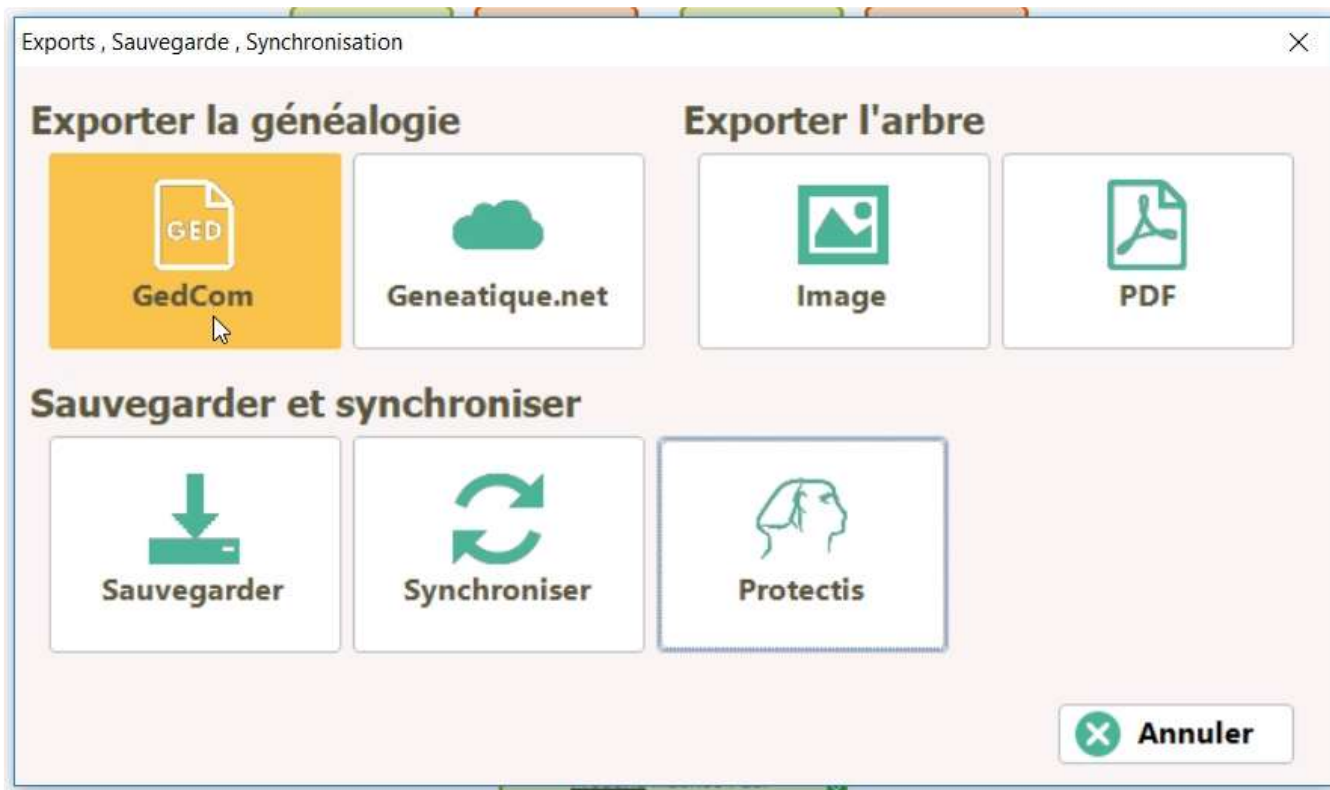 Exports , Sauvegarde , Synchronisation
Exporter la généalogie
Exporter l'arbre
GED
GedCom
Geneatique.net
Image
PDF
Sauvegarder et synchroniser
Sauvegarder
Synchroniser
Protectis
Annuler